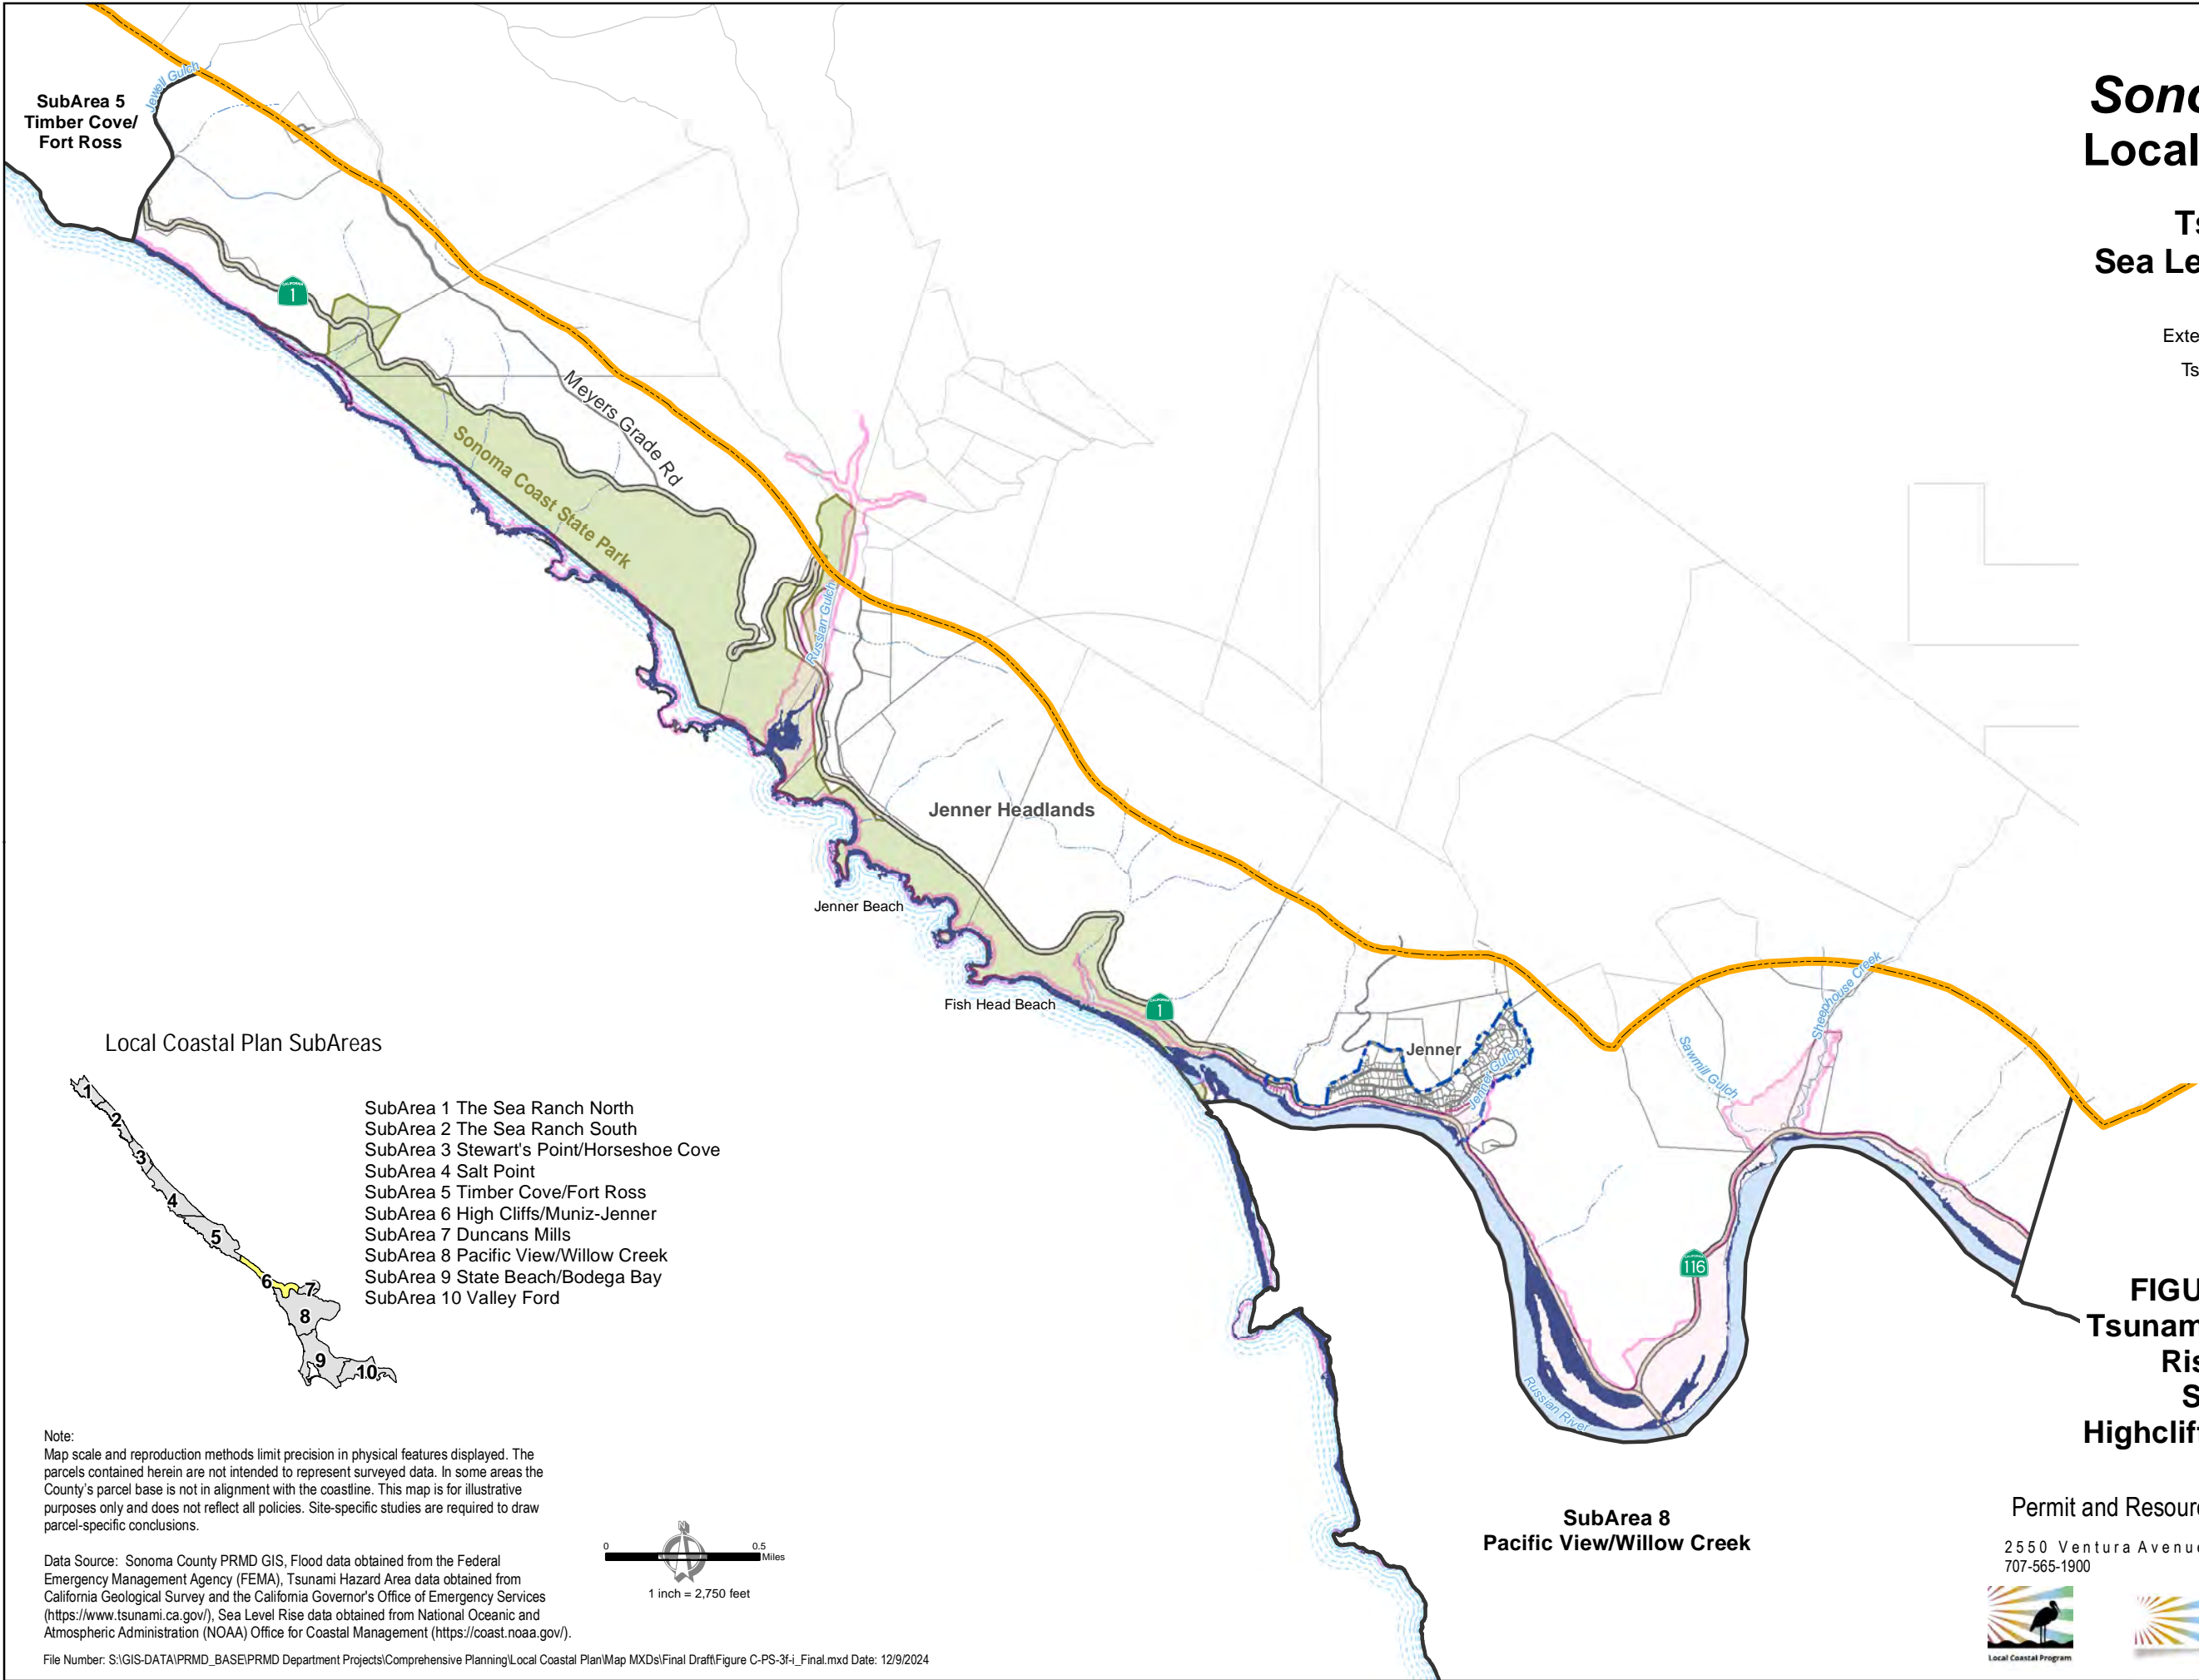 SubArea 5
Timber Cove/
Fort Ross
Jewell Gulch
Sono
Local
Ts
Sea Le
Exte
Ts
1
Meyers Grade Rd
Sonoma Coast State Park
Russian Gulch
Jenner Headlands
Jenner Beach
Fish Head Beach
1
Jenner
Jenner Gulch
Sawmill Gulch
Sheephouse Creek
116
Russian River
SubArea 8
Pacific View/Willow Creek
Local Coastal Plan SubAreas
1
2
3
4
5
6
7
8
9
10
SubArea 1 The Sea Ranch North
SubArea 2 The Sea Ranch South
SubArea 3 Stewart's Point/Horseshoe Cove
SubArea 4 Salt Point
SubArea 5 Timber Cove/Fort Ross
SubArea 6 High Cliffs/Muniz-Jenner
SubArea 7 Duncans Mills
SubArea 8 Pacific View/Willow Creek
SubArea 9 State Beach/Bodega Bay
SubArea 10 Valley Ford
Note:
Map scale and reproduction methods limit precision in physical features displayed. The
parcels contained herein are not intended to represent surveyed data. In some areas the
County's parcel base is not in alignment with the coastline. This map is for illustrative
purposes only and does not reflect all policies. Site-specific studies are required to draw
parcel-specific conclusions.
Data Source: Sonoma County PRMD GIS, Flood data obtained from the Federal
Emergency Management Agency (FEMA), Tsunami Hazard Area data obtained from
California Geological Survey and the California Governor's Office of Emergency Services
(https://www.tsunami.ca.gov/), Sea Level Rise data obtained from National Oceanic and
Atmospheric Administration (NOAA) Office for Coastal Management (https://coast.noaa.gov/).
File Number: S:\GIS-DATA\PRMD_BASE\PRMD Department Projects\Comprehensive Planning\Local Coastal Plan\Map MXDs\Final Draft\Figure C-PS-3f-i_Final.mxd Date: 12/9/2024
0 0.5
Miles
1 inch = 2,750 feet
FIGU
Tsunam
Ris
S
Highcliff
Permit and Resour
2550 Ventura Avenue
707-565-1900
Local Coastal Program